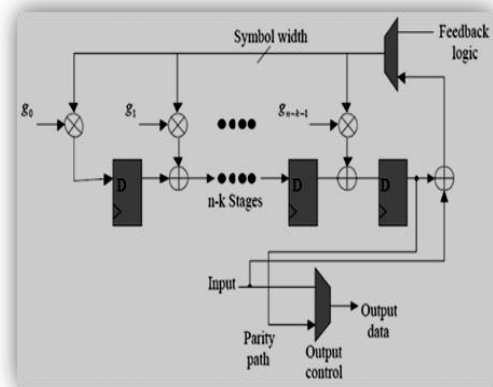 Symbol width
Feedback
logic
g₀
g₁
gₙ₋ₖ₋₁
D
D
D
n-k Stages
Input
Output
data
Parity
path
Output
control